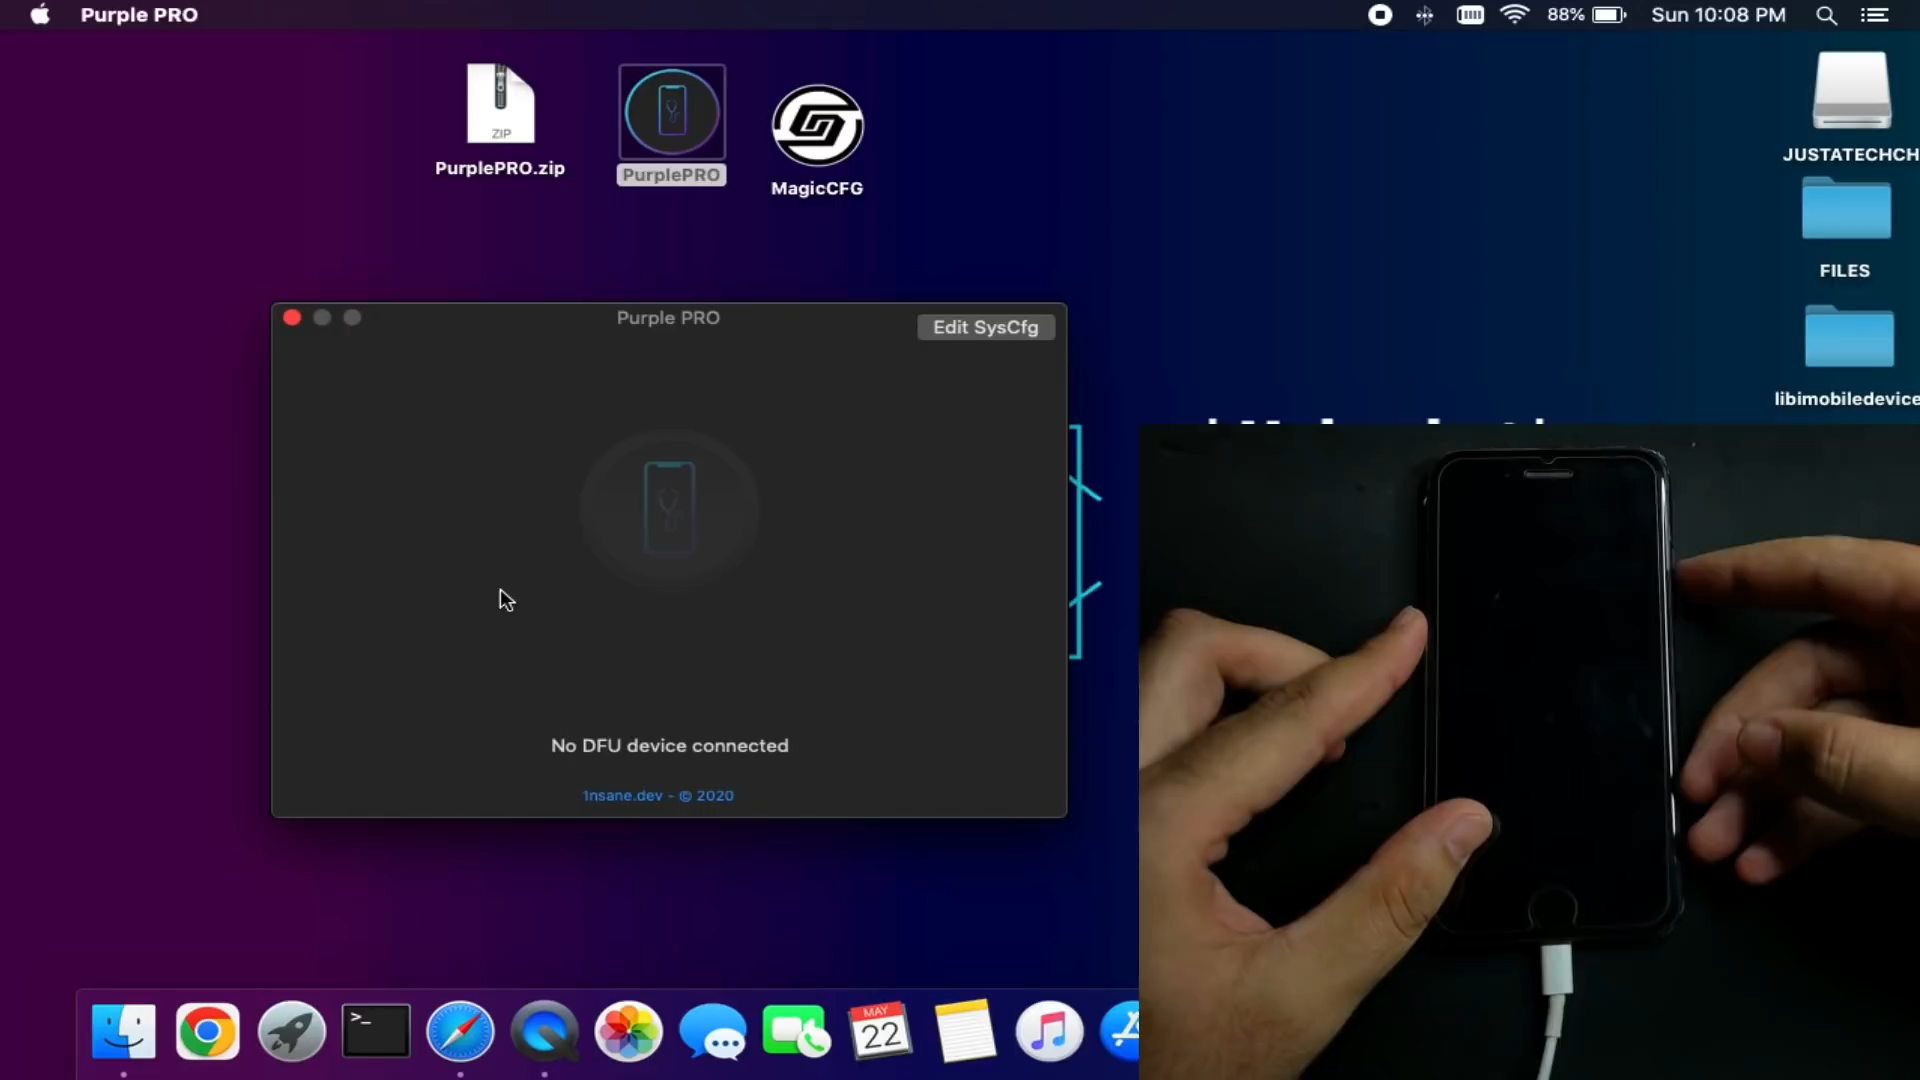 Purple PRO
88%
Sun 10:08 PM
ZIP
PurplePRO.zip
PurplePRO
MagicCFG
JUSTATECHCH
FILES
libimobiledevice
Purple PRO
Edit SysCfg
No DFU device connected
1nsane.dev - © 2020
>_
MAY
22